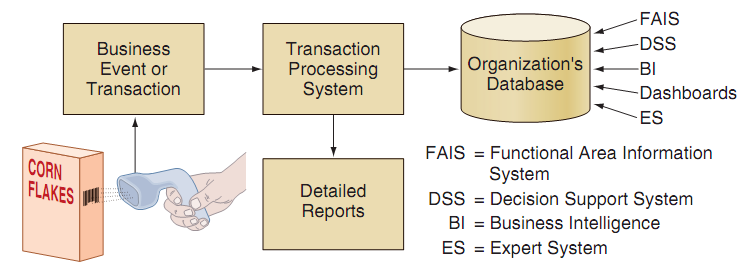 Business
Event or
Transaction
Transaction
Processing
System
Organization's
Database
FAIS
DSS
BI
Dashboards
ES
CORN
FLAKES
Detailed
Reports
FAIS = Functional Area Information
System
DSS = Decision Support System
BI = Business Intelligence
ES = Expert System